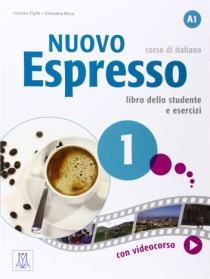 Luciana Ziglio · Giovanna Rizzo
A1
NUOVO
corso di italiano
Espresso
libro dello studente
e esercizi
1
con videocorso